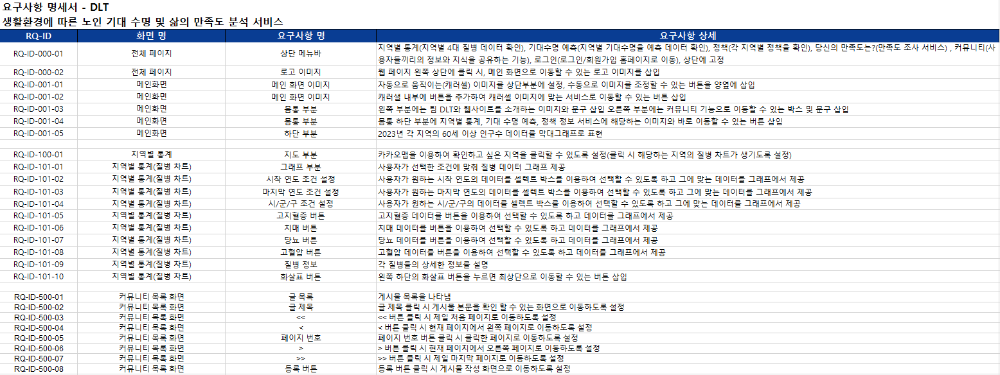 요구사항 명세서 - DLT
생활환경에 따른 노인 기대 수명 및 삶의 만족도 분석 서비스
RQ-ID 화면 명 요구사항 명 요구사항 상세
RQ-ID-000-01 전체 페이지 상단 메뉴바 지역별 통계(지역별 4대 질병 데이터 확인), 기대수명 예측(지역별 기대수명을 예측 데이터 확인), 정책(각 지역별 정책을 확인), 당신의 만족도는?(만족도 조사 서비스) , 커뮤니티(사
용자들끼리의 정보와 지식을 공유하는 기능), 로그인(로그인/회원가입 홈페이지로 이동), 상단에 고정
RQ-ID-000-02 전체 페이지 로고 이미지 웹 페이지 왼쪽 상단에 클릭 시, 메인 화면으로 이동할 수 있는 로고 이미지를 삽입
RQ-ID-001-01 메인화면 메인 화면 이미지 자동으로 움직이는(캐러셀) 이미지를 상단부분에 설정, 수동으로 이미지를 조정할 수 있는 버튼을 양옆에 삽입
RQ-ID-001-02 메인화면 메인 화면 이미지 캐러샐 내부에 버튼을 추가하여 캐러셀 이미지에 맞는 서비스로 이동할 수 있는 버튼 삽입
RQ-ID-001-03 메인화면 몸통 부분 왼쪽 부분에는 팀 DLT와 웹사이트를 소개하는 이미지와 문구 삽입 오른쪽 부분에는 커뮤니티 기능으로 이동할 수 있는 박스 및 문구 삽입
RQ-ID-001-04 메인화면 몸통 부분 몸통 하단 부분에 지역별 통계, 기대 수명 예측, 정책 정보 서비스에 해당하는 이미지와 바로 이동할 수 있는 버튼 삽입
RQ-ID-001-05 메인화면 하단 부분 2023년 각 지역의 60세 이상 인구수 데이터를 막대그래프로 표현
RQ-ID-100-01 지역별 통계 지도 부분 카카오맵을 이용하여 확인하고 싶은 지역을 클릭할 수 있도록 설정(클릭 시 해당하는 지역의 질병 차트가 생기도록 설정)
RQ-ID-101-01 지역별 통계(질병 차트) 그래프 부분 사용자가 선택한 조건에 맞춰 질병 데이터 그래프 제공
RQ-ID-101-02 지역별 통계(질병 차트) 시작 연도 조건 설정 사용자가 원하는 시작 연도의 데이터를 셀렉트 박스를 이용하여 선택할 수 있도록 하고 그에 맞는 데이터를 그래프에서 제공
RQ-ID-101-03 지역별 통계(질병 차트) 마지막 연도 조건 설정 사용자가 원하는 마지막 연도의 데이터를 셀렉트 박스를 이용하여 선택할 수 있도록 하고 그에 맞는 데이터를 그래프에서 제공
RQ-ID-101-04 지역별 통계(질병 차트) 시/군/구 조건 설정 사용자가 원하는 시/군/구의 데이터를 셀렉트 박스를 이용하여 선택할 수 있도록 하고 그에 맞는 데이터를 그래프에서 제공
RQ-ID-101-05 지역별 통계(질병 차트) 고지혈증 버튼 고지혈증 데이터를 버튼을 이용하여 선택할 수 있도록 하고 데이터를 그래프에서 제공
RQ-ID-101-06 지역별 통계(질병 차트) 치매 버튼 치매 데이터를 버튼을 이용하여 선택할 수 있도록 하고 데이터를 그래프에서 제공
RQ-ID-101-07 지역별 통계(질병 차트) 당뇨 버튼 당뇨 데이터를 버튼을 이용하여 선택할 수 있도록 하고 데이터를 그래프에서 제공
RQ-ID-101-08 지역별 통계(질병 차트) 고혈압 버튼 고혈압 데이터를 버튼을 이용하여 선택할 수 있도록 하고 데이터를 그래프에서 제공
RQ-ID-101-09 지역별 통계(질병 차트) 질병 정보 각 질병들의 상세한 정보를 설명
RQ-ID-101-10 지역별 통계(질병 차트) 화살표 버튼 왼쪽 하단의 화살표 버튼을 누르면 최상단으로 이동할 수 있는 버튼 삽입
RQ-ID-500-01 커뮤니티 목록 화면 글 목록 게시물 목록을 나타냄
RQ-ID-500-02 커뮤니티 목록 화면 글 제목 글 제목 클릭 시 게시물 본문을 확인 할 수 있는 화면으로 이동하도록 설정
RQ-ID-500-03 커뮤니티 목록 화면 << << 버튼 클릭 시 제일 처음 페이지로 이동하도록 설정
RQ-ID-500-04 커뮤니티 목록 화면 < < 버튼 클릭 시 현재 페이지에서 왼쪽 페이지로 이동하도록 설정
RQ-ID-500-05 커뮤니티 목록 화면 페이지 번호 페이지 번호 버튼 클릭 시 클릭한 페이지로 이동하도록 설정
RQ-ID-500-06 커뮤니티 목록 화면 > > 버튼 클릭 시 현재 페이지에서 오른쪽 페이지로 이동하도록 설정
RQ-ID-500-07 커뮤니티 목록 화면 >> >> 버튼 클릭 시 제일 마지막 페이지로 이동하도록 설정
RQ-ID-500-08 커뮤니티 목록 화면 등록 버튼 등록 버튼 클릭 시 게시물 작성 화면으로 이동하도록 설정